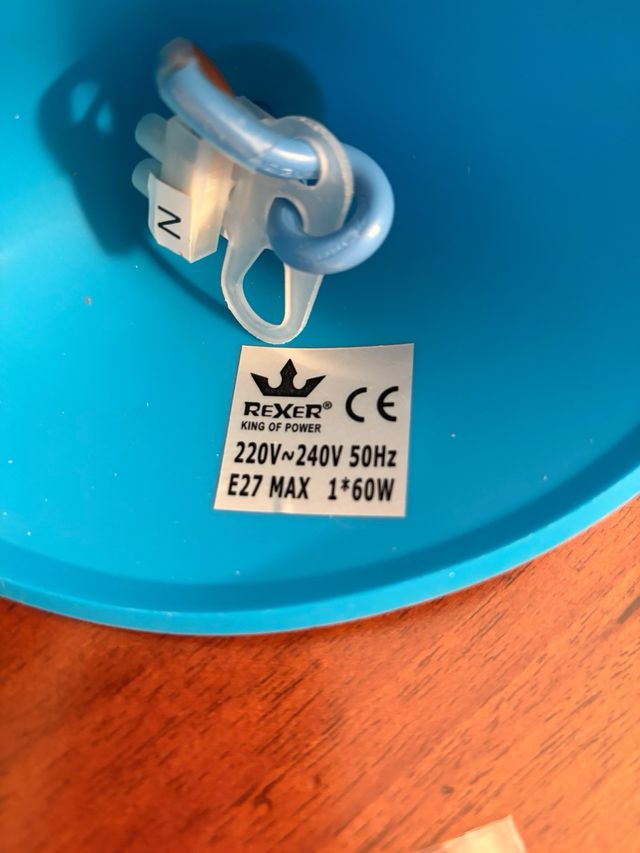 N
REXER® CE
KING OF POWER
220V~240V 50Hz
E27 MAX 1*60W